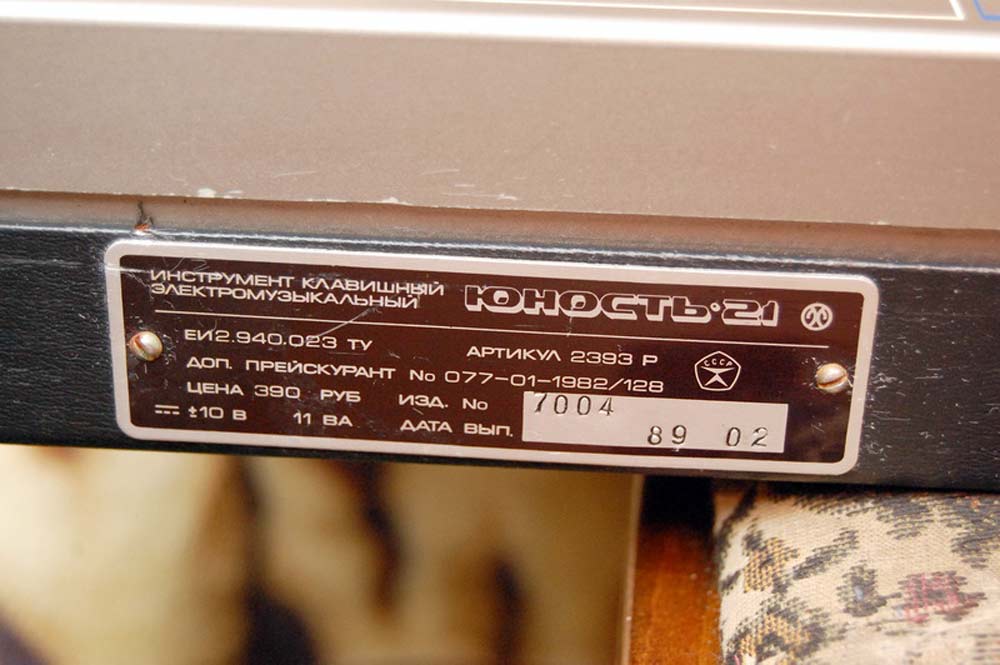 ИНСТРУМЕНТ КЛАВИШНЫЙ
ЭЛЕКТРОМУЗЫКАЛЬНЫЙ
ЮНОСТЬ·21
ЕИ2.940.023 ТУ
АРТИКУЛ 2393 Р
СССР
ДОП. ПРЕЙСКУРАНТ No 077-01-1982/128
ЦЕНА 390 РУБ
ИЗД. No 7004
±10 В 11 ВА
ДАТА ВЫП. 89 02